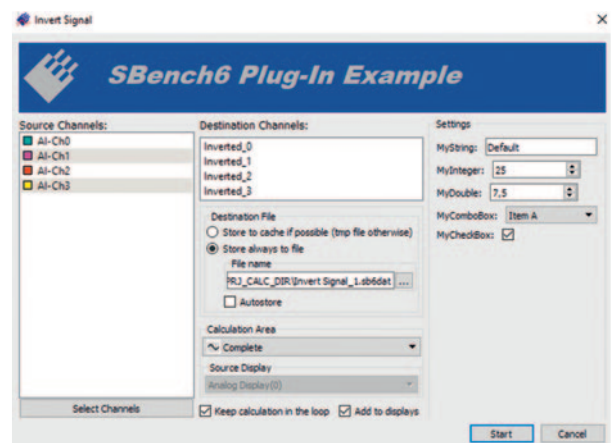 Invert Signal
SBench6 Plug-In Example
Source Channels:
AI-Ch0
AI-Ch1
AI-Ch2
AI-Ch3
Select Channels
Destination Channels:
Inverted_0
Inverted_1
Inverted_2
Inverted_3
Destination File
Store to cache if possible (tmp file otherwise)
Store always to file
File name
PRJ_CALC_DIR\Invert Signal_1.sb6dat ...
Autostore
Calculation Area
Complete
Source Display
Analog Display(0)
Keep calculation in the loop Add to displays
Settings
MyString: Default
MyInteger: 25
MyDouble: 7,5
MyComboBox: Item A
MyCheckBox:
Start Cancel